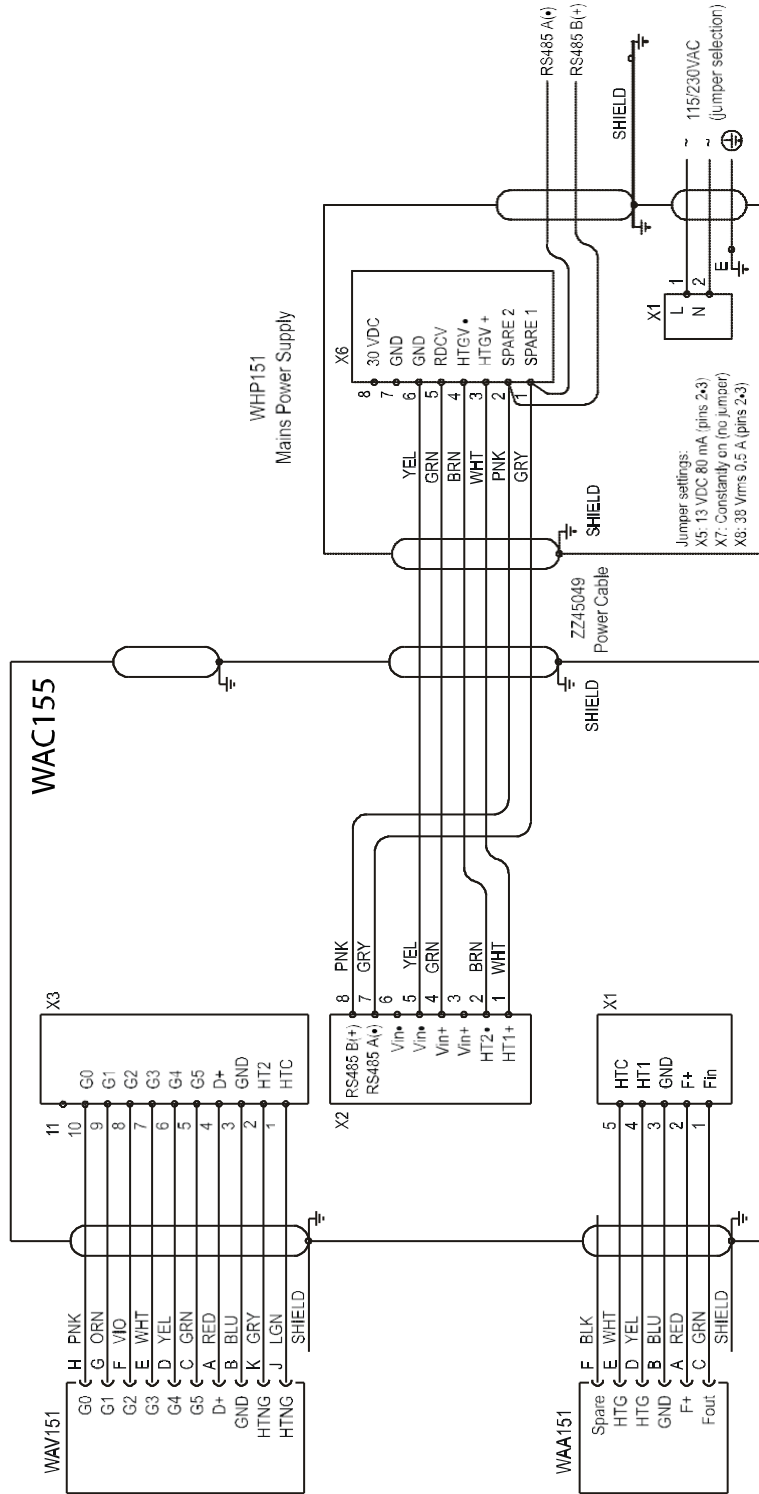 WHP151
Mains Power Supply
X6
8 30 VDC
7 GND
6 GND
5 RDCV
4 HTGV •
3 HTGV +
2 SPARE 2
1 SPARE 1
YEL
GRN
BRN
WHT
PNK
GRY
RS485 A(•)
RS485 B(+)
SHIELD
115/230VAC
(jumper selection)
~
~
X1
L 1
N 2
E
Jumper settings:
X5: 13 VDC 80 mA (pins 2•3)
X7: Constantly on (no jumper)
X8: 38 Vrms 0.5 A (pins 2•3)
SHIELD
ZZ45049
Power Cable
SHIELD
WAC155
X3
11
10 G0
9 G1
8 G2
7 G3
6 G4
5 G5
4 D+
3 GND
2 HT2
1 HTC
X2
RS485 B(+) 8 PNK
RS485 A(•) 7 GRY
Vin• 6
Vin• 5 YEL
Vin+ 4 GRN
Vin+ 3
HT2• 2 BRN
HT1+ 1 WHT
X1
5 HTC
4 HT1
3 GND
2 F+
1 Fin
WAV151
G0 H PNK
G1 G ORN
G2 F VIO
G3 E WHT
G4 D YEL
G5 C GRN
D+ A RED
GND B BLU
HTNG K GRY
HTNG J LGN
SHIELD
WAA151
Spare F BLK
HTG E WHT
HTG D YEL
GND B BLU
F+ A RED
Fout C GRN
SHIELD